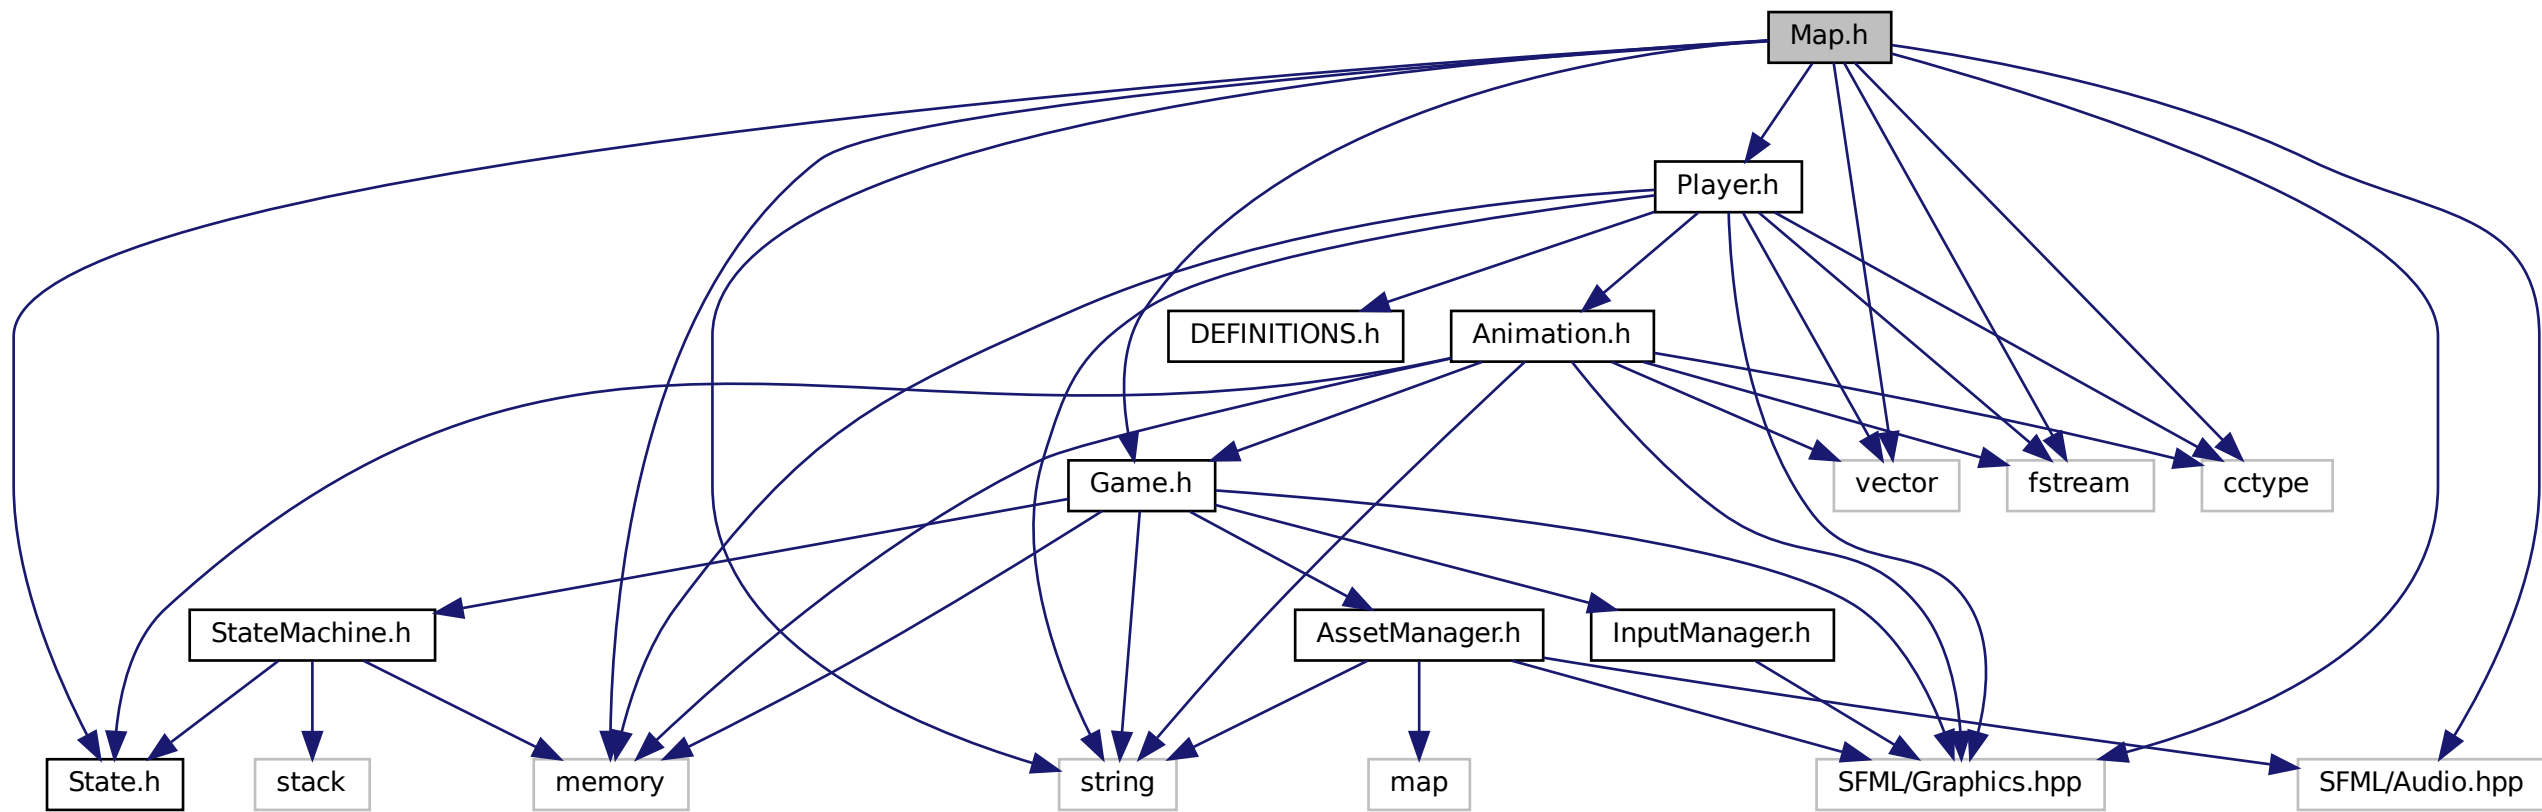 Map.h
Player.h
DEFINITIONS.h
Animation.h
Game.h
vector
fstream
cctype
StateMachine.h
AssetManager.h
InputManager.h
State.h
stack
memory
string
map
SFML/Graphics.hpp
SFML/Audio.hpp